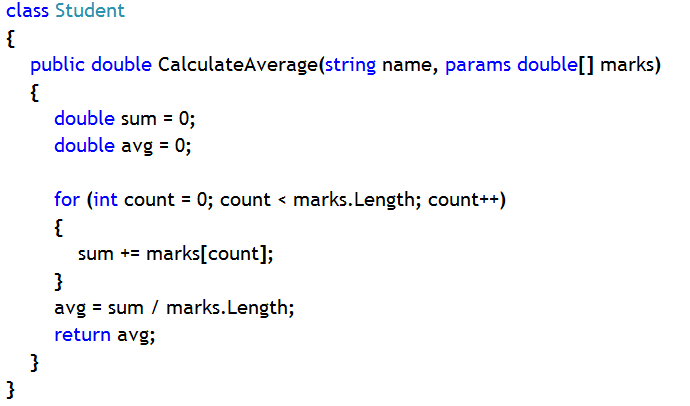 class Student
{
public double CalculateAverage(string name, params double[] marks)
{
double sum = 0;
double avg = 0;
for (int count = 0; count < marks.Length; count++)
{
sum += marks[count];
}
avg = sum / marks.Length;
return avg;
}
}